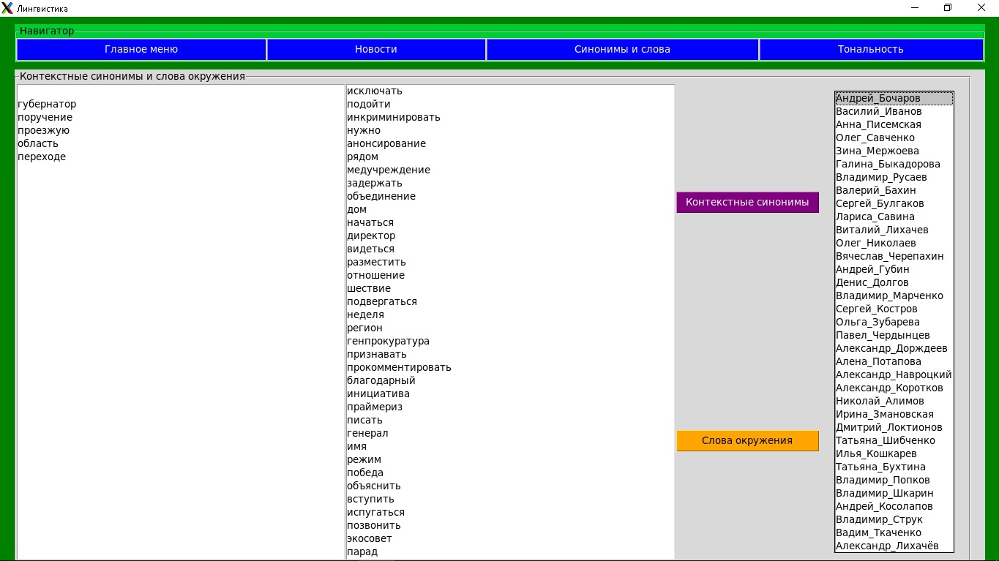 Лингвистика
Навигатор
Главное меню
Новости
Синонимы и слова
Тональность
Контекстные синонимы и слова окружения
губернатор
поручение
проезжую
область
переходе
исключать
подойти
инкриминировать
нужно
анонсирование
рядом
медучреждение
задержать
объединение
дом
начаться
директор
видеться
разместить
отношение
шествие
подвергаться
неделя
регион
генпрокуратура
признавать
прокомментировать
благодарный
инициатива
праймериз
писать
генерал
имя
режим
победа
объяснить
вступить
испугаться
позвонить
экосовет
парад
Контекстные синонимы
Слова окружения
Андрей_Бочаров
Василий_Иванов
Анна_Писемская
Олег_Савченко
Зина_Мержоева
Галина_Быкадорова
Владимир_Русаев
Валерий_Бахин
Сергей_Булгаков
Лариса_Савина
Виталий_Лихачев
Олег_Николаев
Вячеслав_Черепахин
Андрей_Губин
Денис_Долгов
Владимир_Марченко
Сергей_Костров
Ольга_Зубарева
Павел_Чердынцев
Александр_Дорждеев
Алена_Потапова
Александр_Навроцкий
Александр_Коротков
Николай_Алимов
Ирина_Змановская
Дмитрий_Локтионов
Татьяна_Шибченко
Илья_Кошкарев
Татьяна_Бухтина
Владимир_Попков
Владимир_Шкарин
Андрей_Косолапов
Владимир_Струк
Вадим_Ткаченко
Александр_Лихачёв